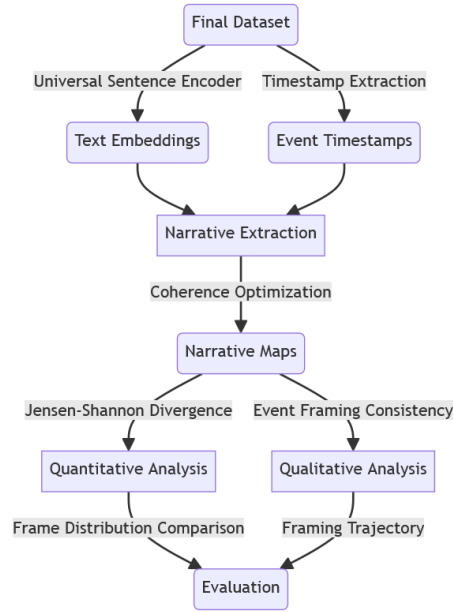 Final Dataset
Universal Sentence Encoder
Timestamp Extraction
Text Embeddings
Event Timestamps
Narrative Extraction
Coherence Optimization
Narrative Maps
Jensen-Shannon Divergence
Event Framing Consistency
Quantitative Analysis
Qualitative Analysis
Frame Distribution Comparison
Framing Trajectory
Evaluation